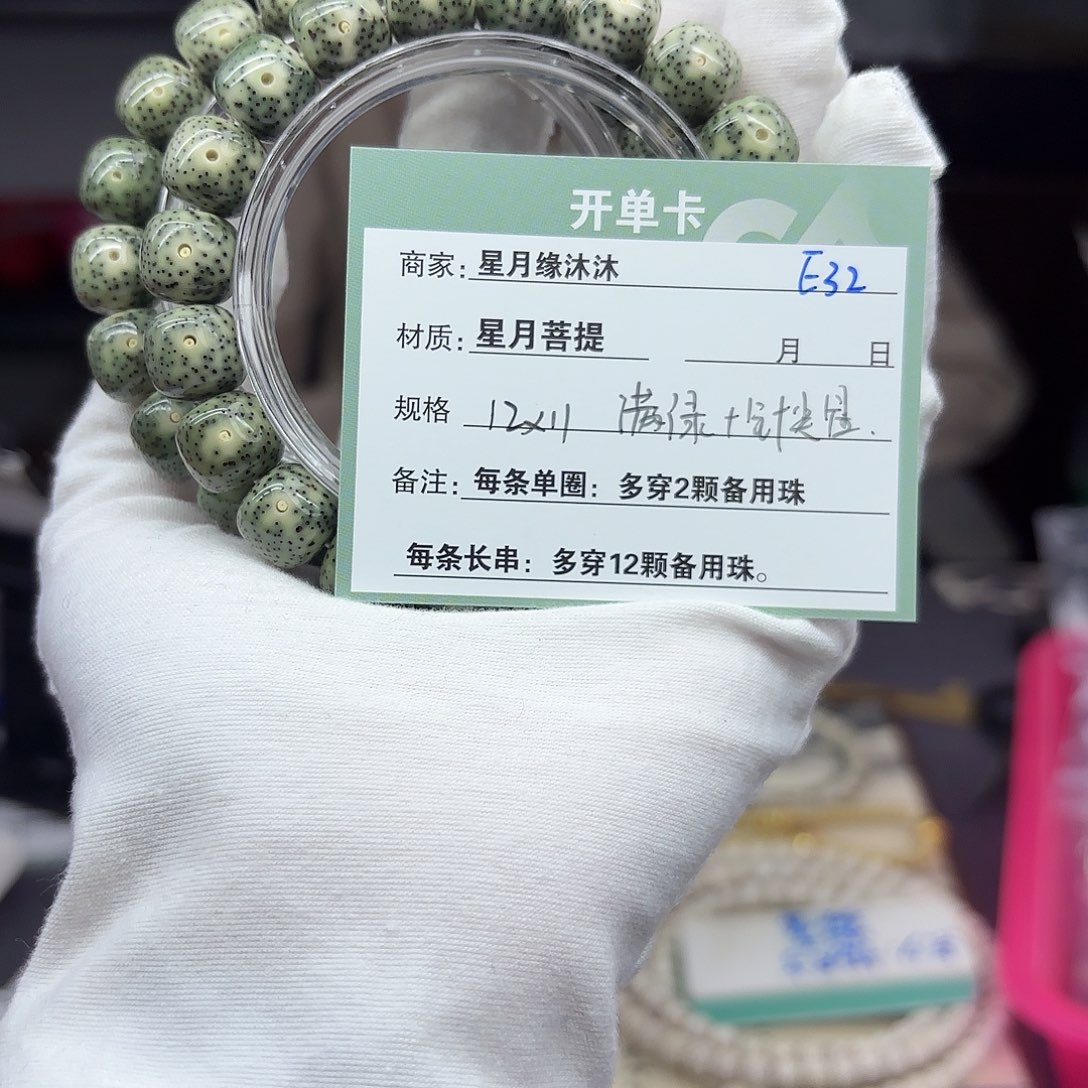 开单卡
商家：星月缘沐沐 E32
材质：星月菩提 月 日
规格 12x11 满绿
备注：每条单圈：多穿2颗备用珠
每条长串：多穿12颗备用珠。